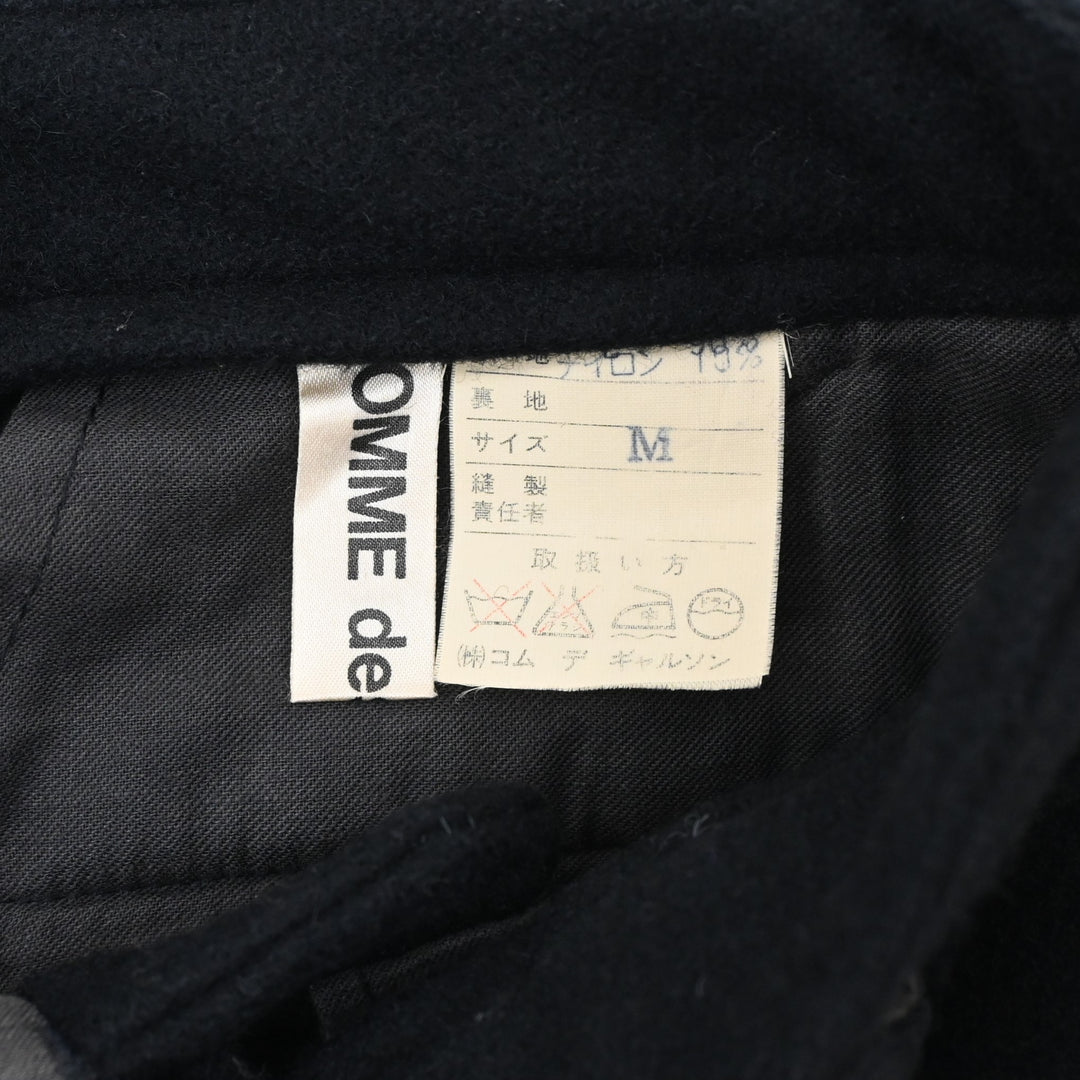 OMME de
ナイロン 19%
裏地
サイズ M
縫製
責任者
取扱い方
ドライ
㈱コム デ ギャルソン